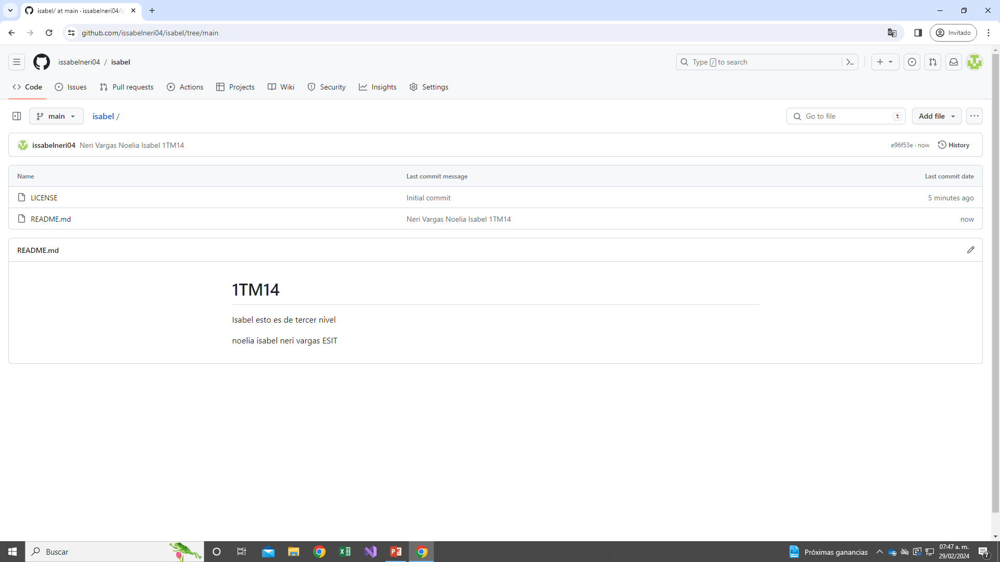 isabel/ at main · issabelneri04/is
github.com/issabelneri04/isabel/tree/main
Invitado
issabelneri04 / isabel
Type / to search
Code Issues Pull requests Actions Projects Wiki Security Insights Settings
main isabel / Go to file t Add file
issabelneri04 Neri Vargas Noelia Isabel 1TM14 e96f53e · now History
Name Last commit message Last commit date
LICENSE Initial commit 5 minutes ago
README.md Neri Vargas Noelia Isabel 1TM14 now
README.md
1TM14
Isabel esto es de tercer nivel
noelia isabel neri vargas ESIT
Buscar
Próximas ganancias
07:47 a. m.
29/02/2024
7